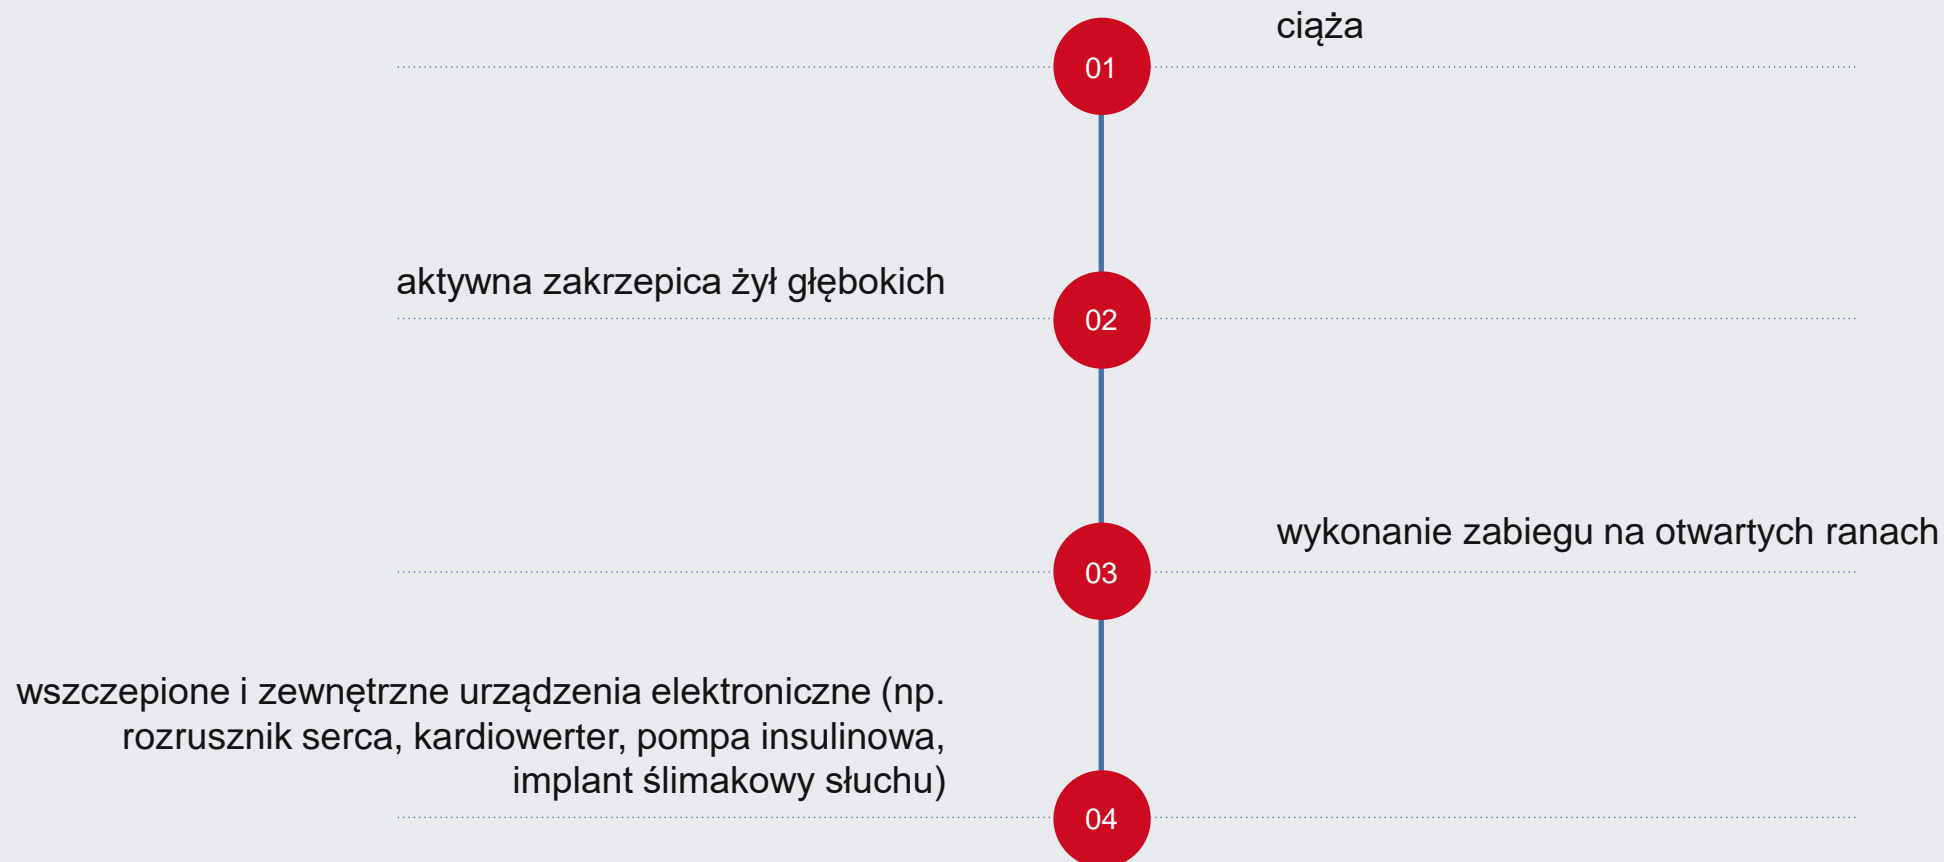 ciąża
01
aktywna zakrzepica żył głębokich
02
wykonanie zabiegu na otwartych ranach
03
wszczepione i zewnętrzne urządzenia elektroniczne (np.
rozrusznik serca, kardiowerter, pompa insulinowa,
implant ślimakowy słuchu)
04